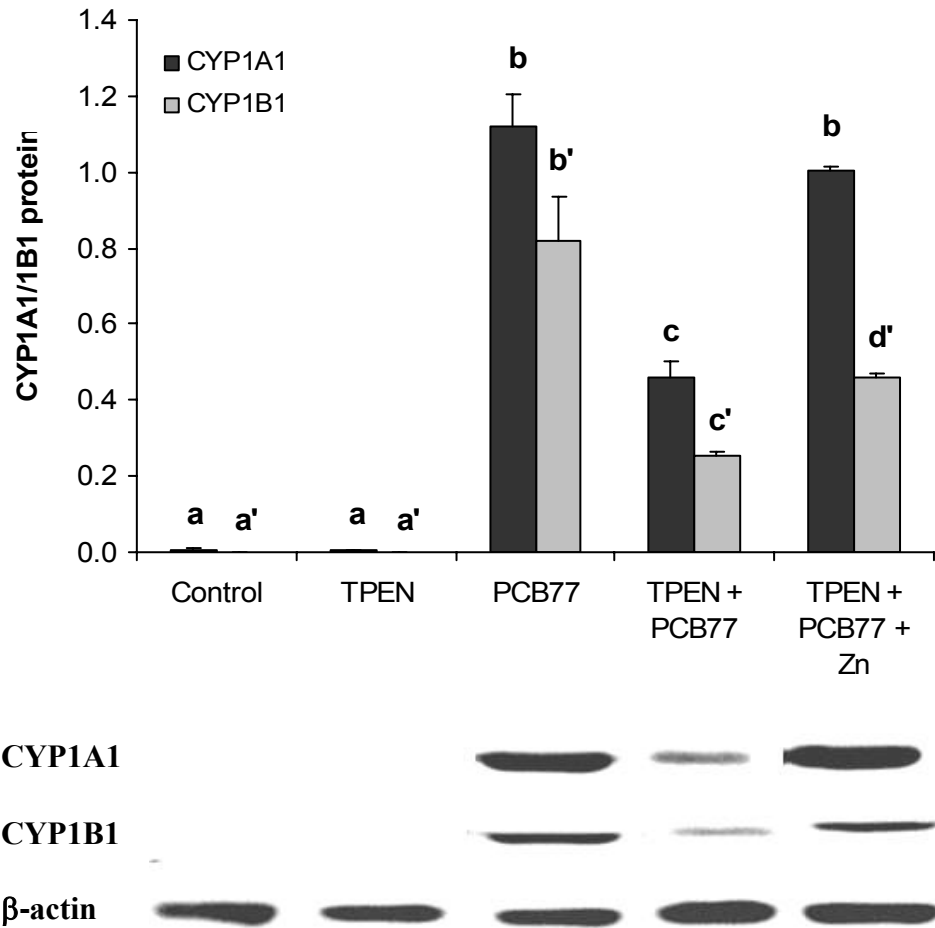 1.4
CYP1A1
CYP1B1
1.2
1.0
0.8
0.6
0.4
0.2
0.0
CYP1A1/1B1 protein
a a' a a' b b' c c' b d'
Control TPEN PCB77 TPEN + PCB77 TPEN + PCB77 + Zn
CYP1A1
CYP1B1
β-actin